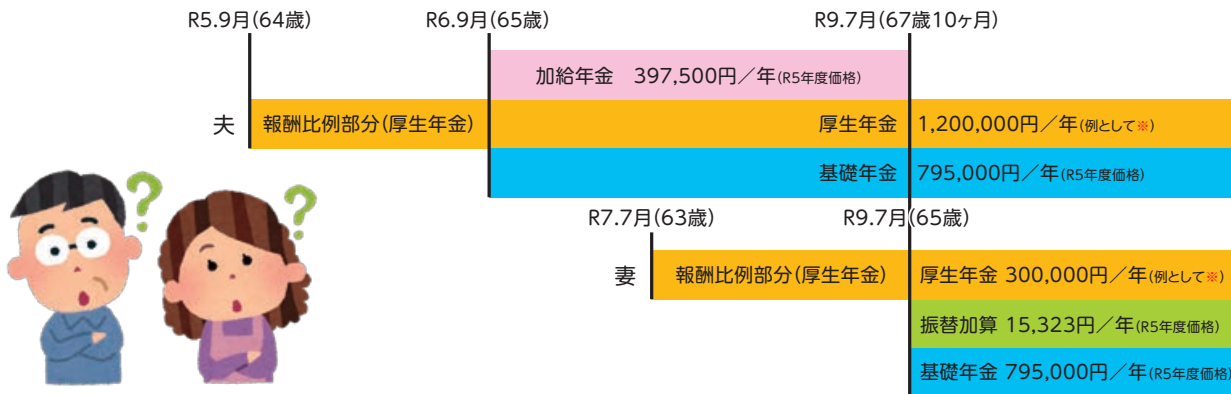 R5.9月(64歳) R6.9月(65歳) R9.7月(67歳10ヶ月)
加給年金 397,500円／年(R5年度価格)
夫 報酬比例部分(厚生年金) 厚生年金 1,200,000円／年(例として※)
基礎年金 795,000円／年(R5年度価格)
R7.7月(63歳) R9.7月(65歳)
妻 報酬比例部分(厚生年金) 厚生年金 300,000円／年(例として※)
振替加算 15,323円／年(R5年度価格)
基礎年金 795,000円／年(R5年度価格)
? ?